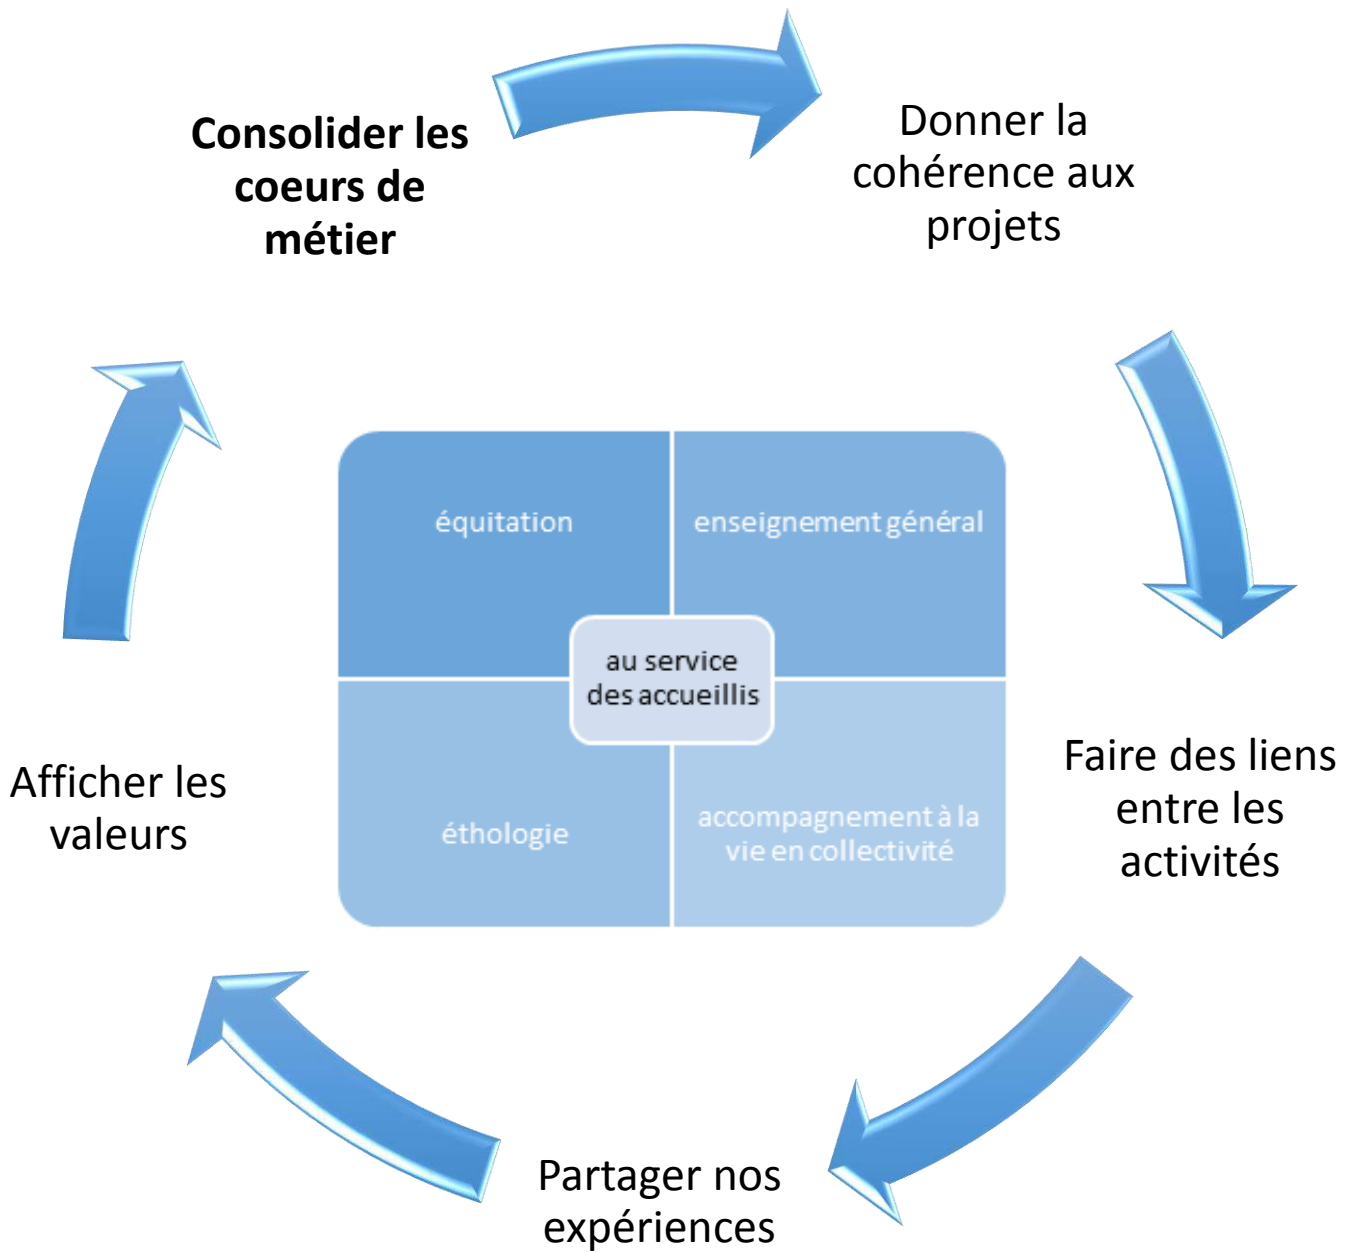 Consolider les
coeurs de
métier
Donner la
cohérence aux
projets
équitation
enseignement général
au service
des accueillis
éthologie
accompagnement à la
vie en collectivité
Faire des liens
entre les
activités
Partager nos
expériences
Afficher les
valeurs